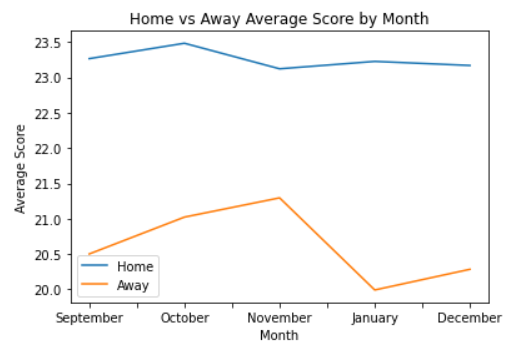 Home vs Away Average Score by Month
23.5
23.0
22.5
22.0
21.5
21.0
20.5
20.0
Average Score
Home
Away
September October November January December
Month